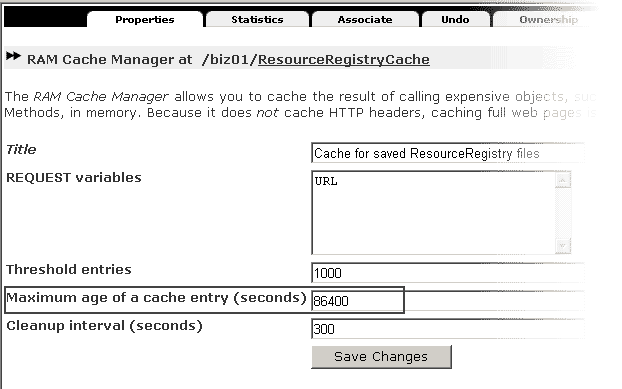 Properties Statistics Associate Undo Ownership
RAM Cache Manager at /biz01/ResourceRegistryCache
The RAM Cache Manager allows you to cache the result of calling expensive objects,
Methods, in memory. Because it does not cache HTTP headers, caching full web pages
Title Cache for saved ResourceRegistry files
REQUEST variables URL
Threshold entries 1000
Maximum age of a cache entry (seconds) 86400
Cleanup interval (seconds) 300
Save Changes